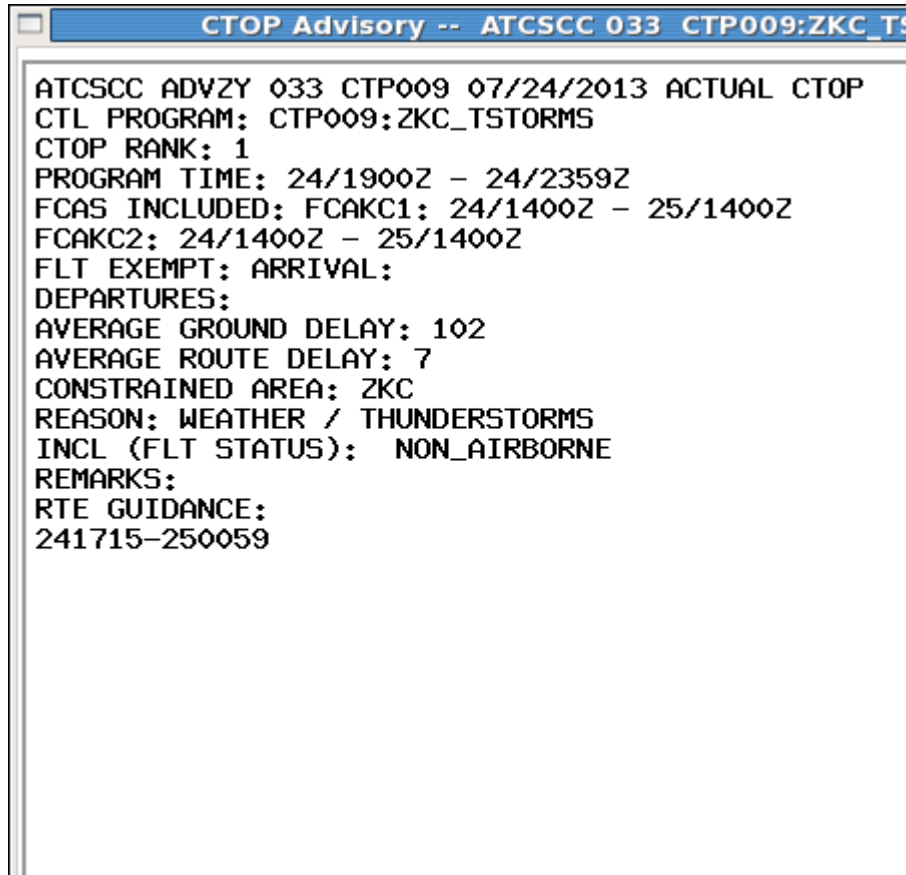 CTOP Advisory -- ATCSCC 033 CTP009:ZKC_TS
ATCSCC ADVZY 033 CTP009 07/24/2013 ACTUAL CTOP
CTL PROGRAM: CTP009:ZKC_TSTORMS
CTOP RANK: 1
PROGRAM TIME: 24/1900Z - 24/2359Z
FCAS INCLUDED: FCAKC1: 24/1400Z - 25/1400Z
FCAKC2: 24/1400Z - 25/1400Z
FLT EXEMPT: ARRIVAL:
DEPARTURES:
AVERAGE GROUND DELAY: 102
AVERAGE ROUTE DELAY: 7
CONSTRAINED AREA: ZKC
REASON: WEATHER / THUNDERSTORMS
INCL (FLT STATUS):  NON_AIRBORNE
REMARKS:
RTE GUIDANCE:
241715-250059